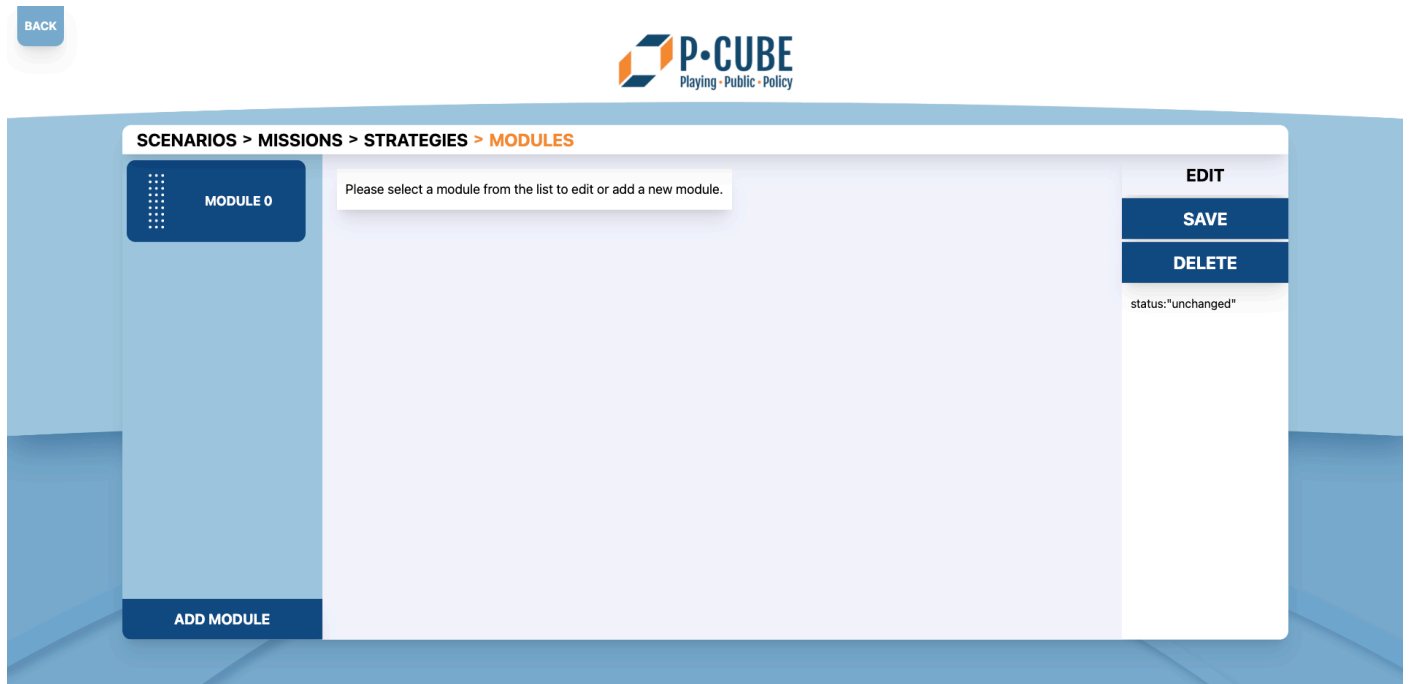 BACK
P•CUBE
Playing • Public • Policy
SCENARIOS > MISSIONS > STRATEGIES > MODULES
MODULE 0
Please select a module from the list to edit or add a new module.
EDIT
SAVE
DELETE
status:"unchanged"
ADD MODULE